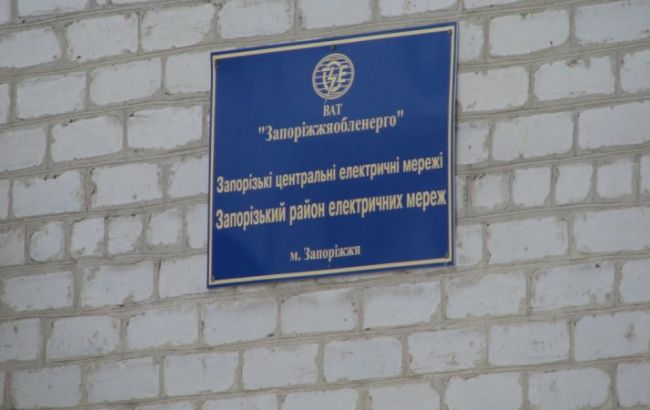 ВАТ
"Запоріжжяобленерго"
Запорізькі центральні електричні мережі
Запорізький район електричних мереж
м. Запоріжжя